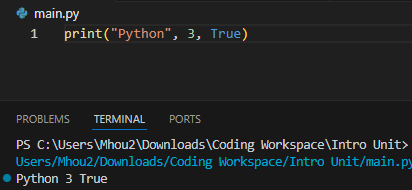 main.py
1 print("Python", 3, True)
PROBLEMS TERMINAL PORTS
PS C:\Users\Mhou2\Downloads\Coding Workspace\Intro Unit>
Users/Mhou2/Downloads/Coding Workspace/Intro Unit/main.py
Python 3 True